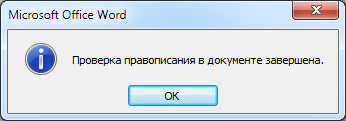 Microsoft Office Word
Проверка правописания в документе завершена.
OK